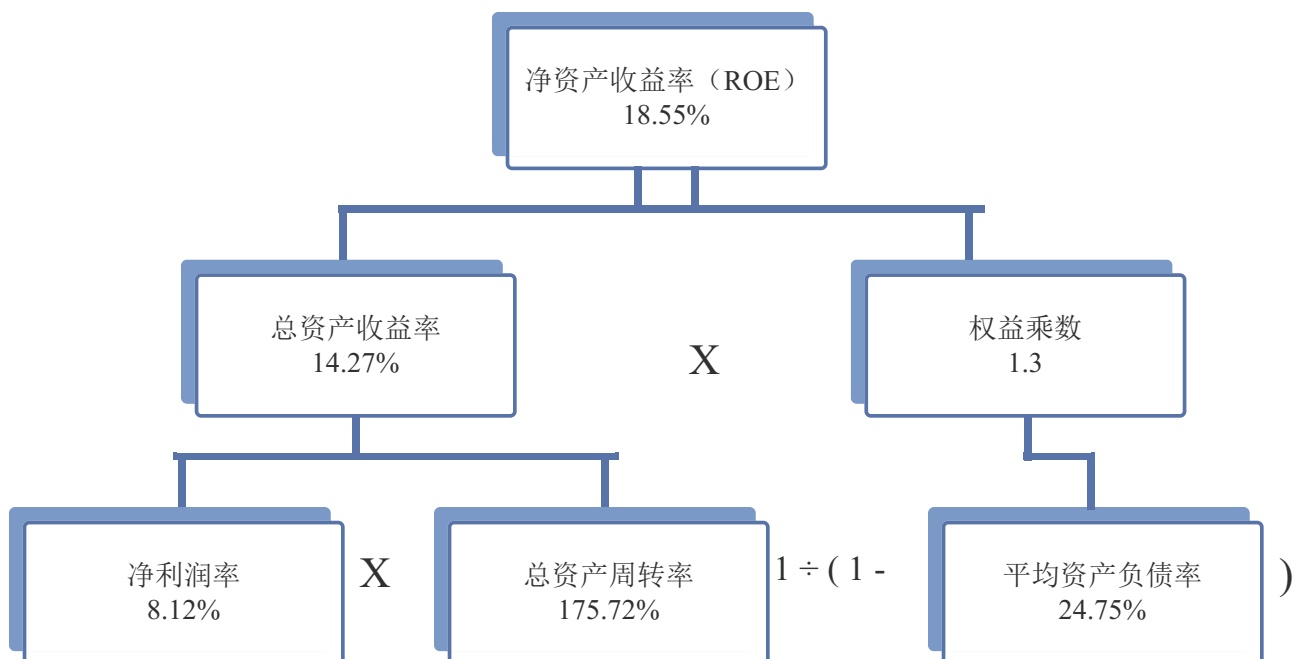 净资产收益率（ROE）
18.55%
总资产收益率
14.27%
X
权益乘数
1.3
净利润率
8.12%
X
总资产周转率
175.72%
1 ÷ ( 1 -
平均资产负债率
24.75%
)